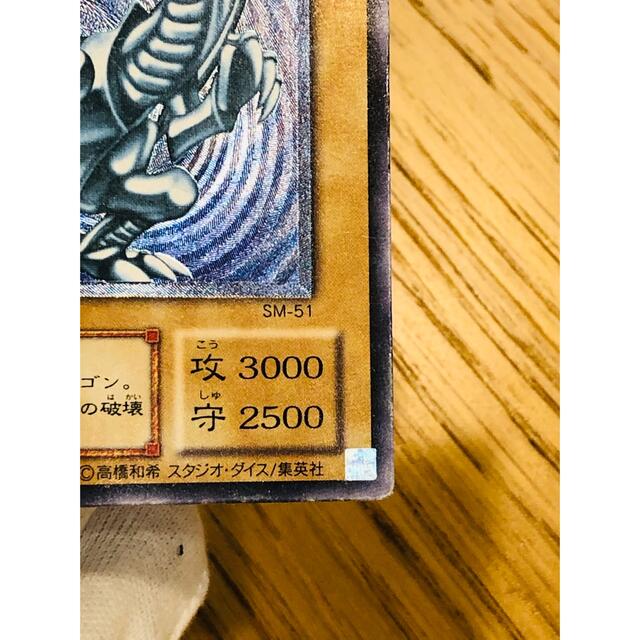 SM-51
こう
攻 3000
ゴン。
しゅ
はかい
の破壊
守 2500
©高橋和希 スタジオ・ダイス/集英社